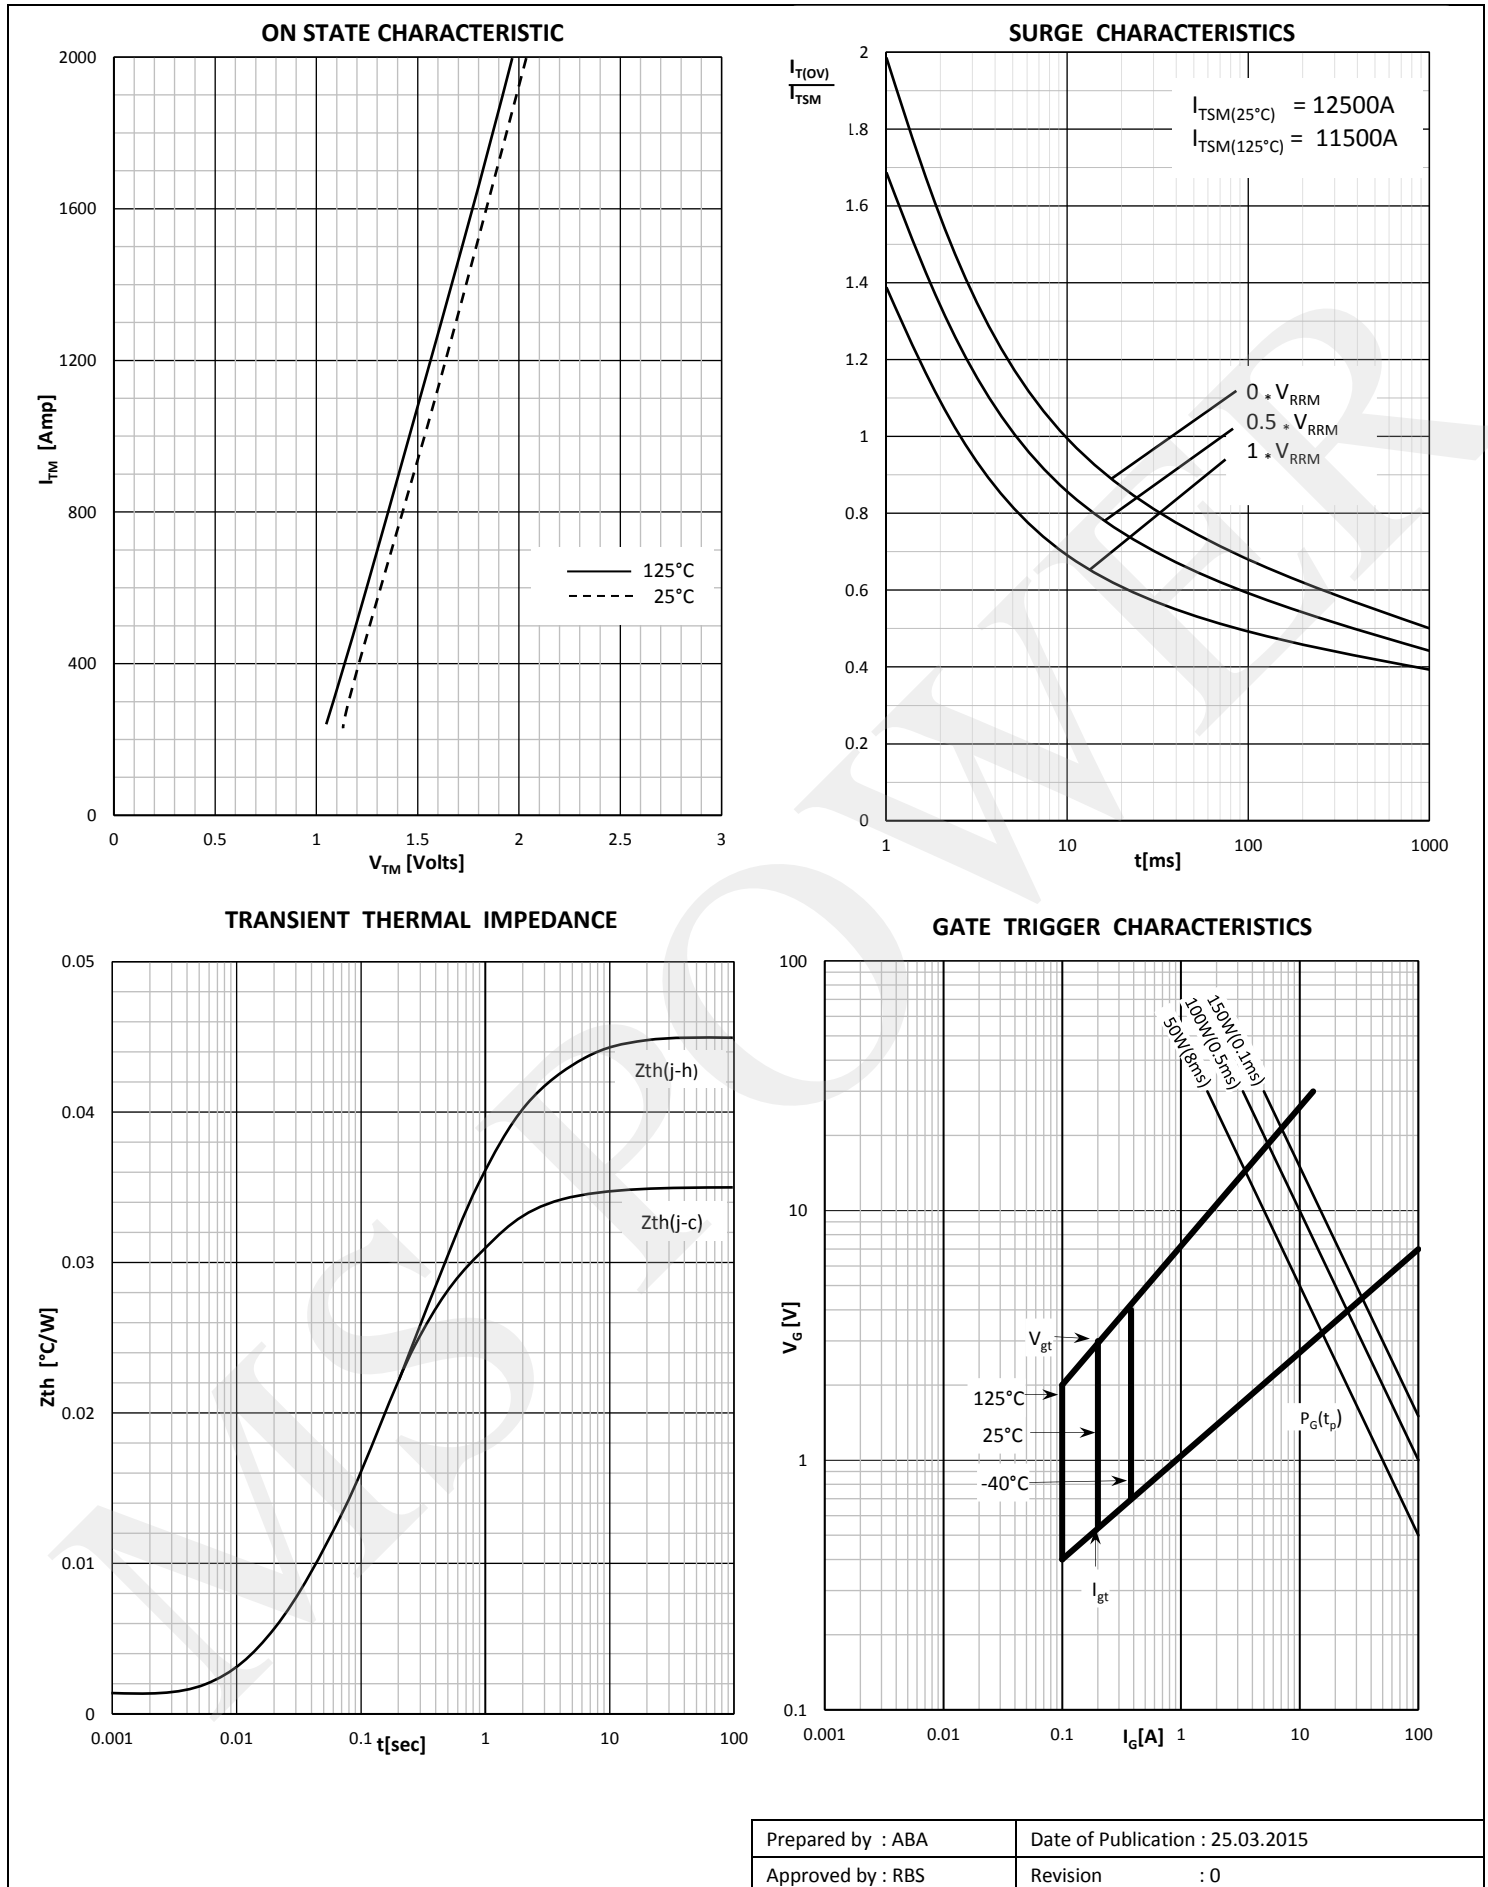 ON STATE CHARACTERISTIC
2000
1600
1200
800
400
0
I_TM [Amp]
125°C
25°C
0 0.5 1 1.5 2 2.5 3
V_TM [Volts]
SURGE CHARACTERISTICS
I_T(OV)
I_TSM
I_TSM(25°C) = 12500A
I_TSM(125°C) = 11500A
2
1.8
1.6
1.4
1.2
1
0.8
0.6
0.4
0.2
0
0 * V_RRM
0.5 * V_RRM
1 * V_RRM
1 10 100 1000
t[ms]
TRANSIENT THERMAL IMPEDANCE
0.05
0.04
0.03
0.02
0.01
0
Zth [°C/W]
Zth(j-h)
Zth(j-c)
0.001 0.01 0.1 1 10 100
t[sec]
GATE TRIGGER CHARACTERISTICS
100
10
1
0.1
V_G [V]
150W(0.1ms)
100W(0.5ms)
50W(8ms)
V_gt
125°C
25°C
-40°C
I_gt
P_G(t_p)
0.001 0.01 0.1 1 10 100
I_G[A]
MS POWER
Prepared by : ABA
Date of Publication : 25.03.2015
Approved by : RBS
Revision : 0